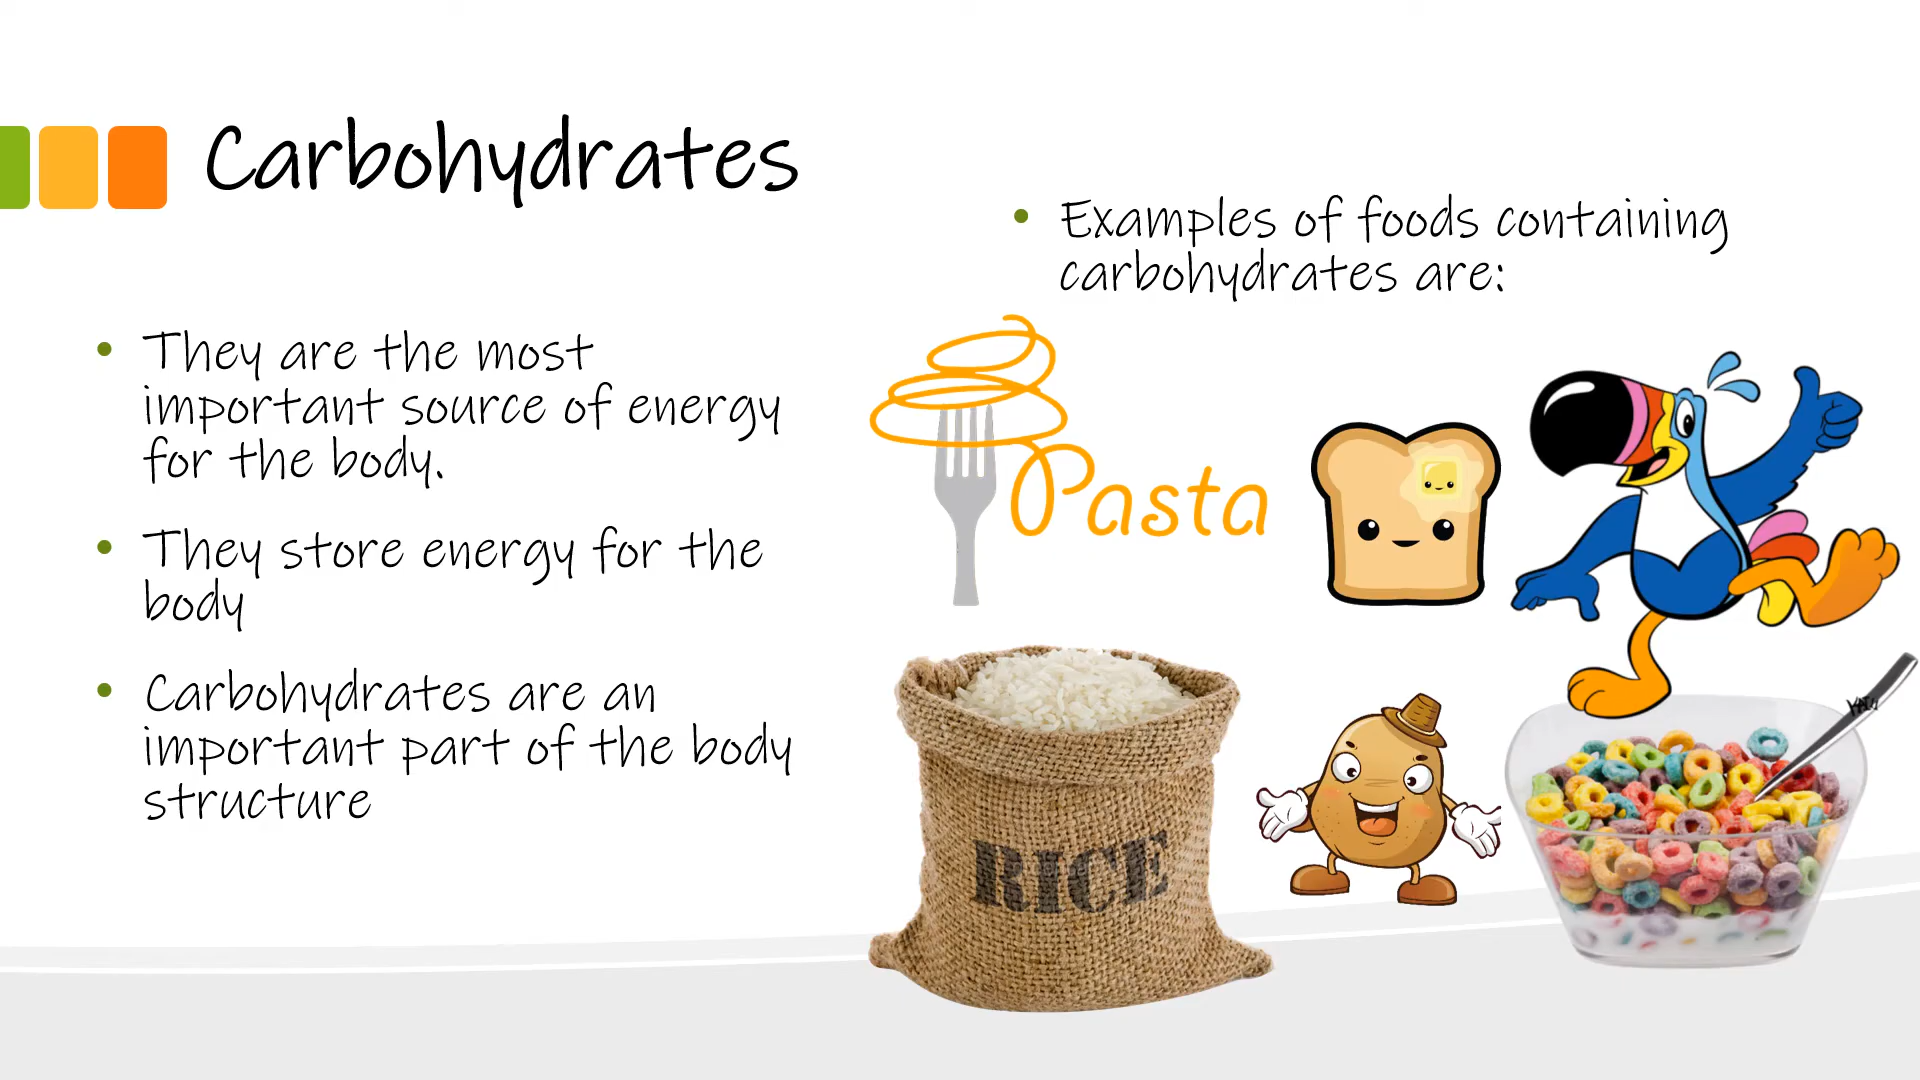 Carbohydrates
• They are the most
important source of energy
for the body.
• They store energy for the
body
• Carbohydrates are an
important part of the body
structure
• Examples of foods containing
carbohydrates are:
Pasta
RICE